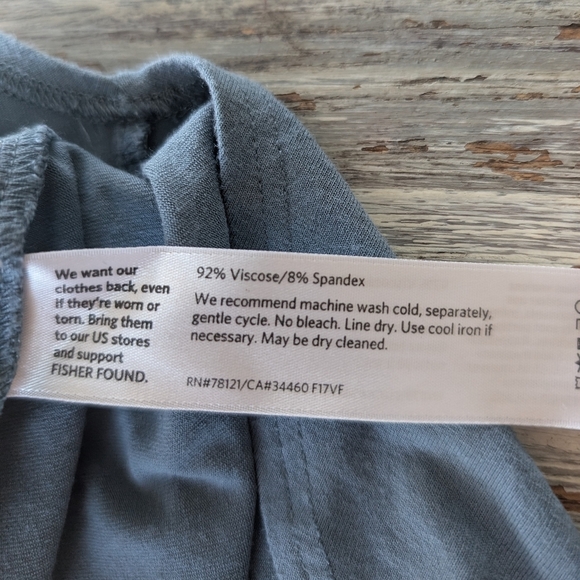 We want our
clothes back, even
if they're worn or
torn. Bring them
to our US stores
and support
FISHER FOUND.
92% Viscose/8% Spandex
We recommend machine wash cold, separately,
gentle cycle. No bleach. Line dry. Use cool iron if
necessary. May be dry cleaned.
RN#78121/CA#34460 F17VF